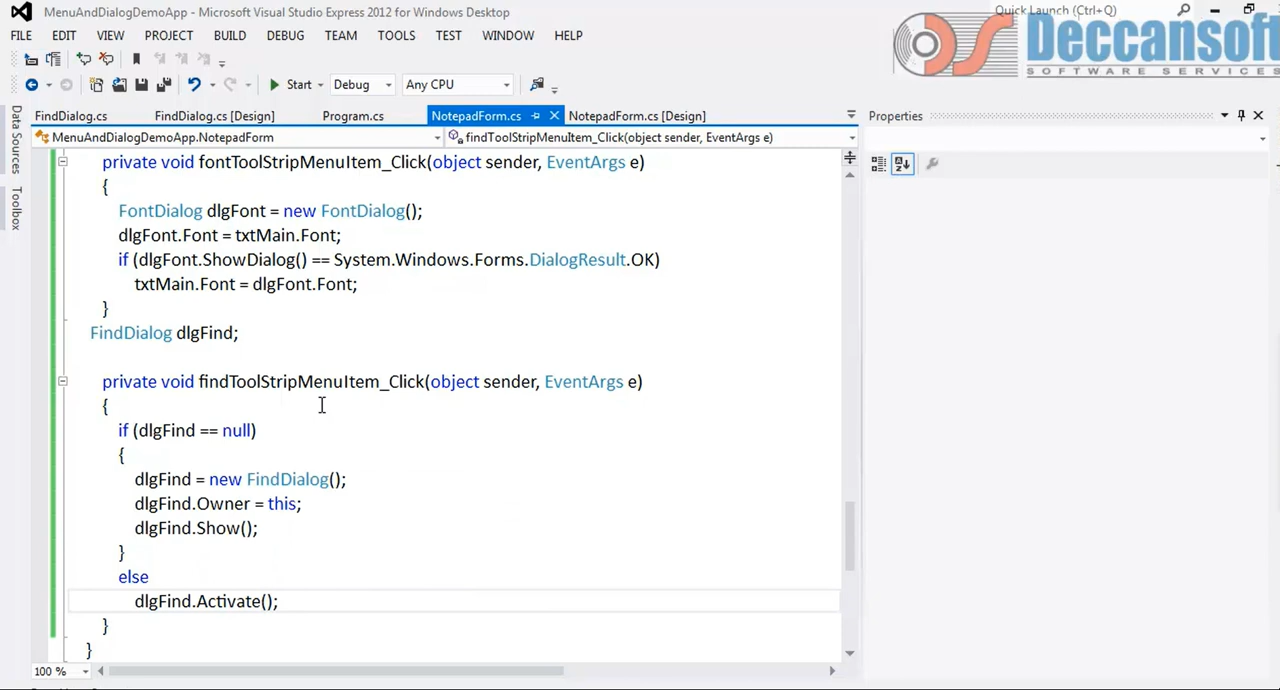 MenuAndDialogDemoApp - Microsoft Visual Studio Express 2012 for Windows Desktop
Quick Launch (Ctrl+Q)
FILE EDIT VIEW PROJECT BUILD DEBUG TEAM TOOLS TEST WINDOW HELP
Deccansoft
SOFTWARE SERVICES
Start Debug Any CPU
FindDialog.cs FindDialog.cs [Design] Program.cs NotepadForm.cs NotepadForm.cs [Design]
Properties
MenuAndDialogDemoApp.NotepadForm findToolStripMenuItem_Click(object sender, EventArgs e)
Data Sources
Toolbox
private void fontToolStripMenuItem_Click(object sender, EventArgs e)
{
FontDialog dlgFont = new FontDialog();
dlgFont.Font = txtMain.Font;
if (dlgFont.ShowDialog() == System.Windows.Forms.DialogResult.OK)
txtMain.Font = dlgFont.Font;
}
FindDialog dlgFind;
private void findToolStripMenuItem_Click(object sender, EventArgs e)
{
if (dlgFind == null)
{
dlgFind = new FindDialog();
dlgFind.Owner = this;
dlgFind.Show();
}
else
dlgFind.Activate();
}
}
100 %